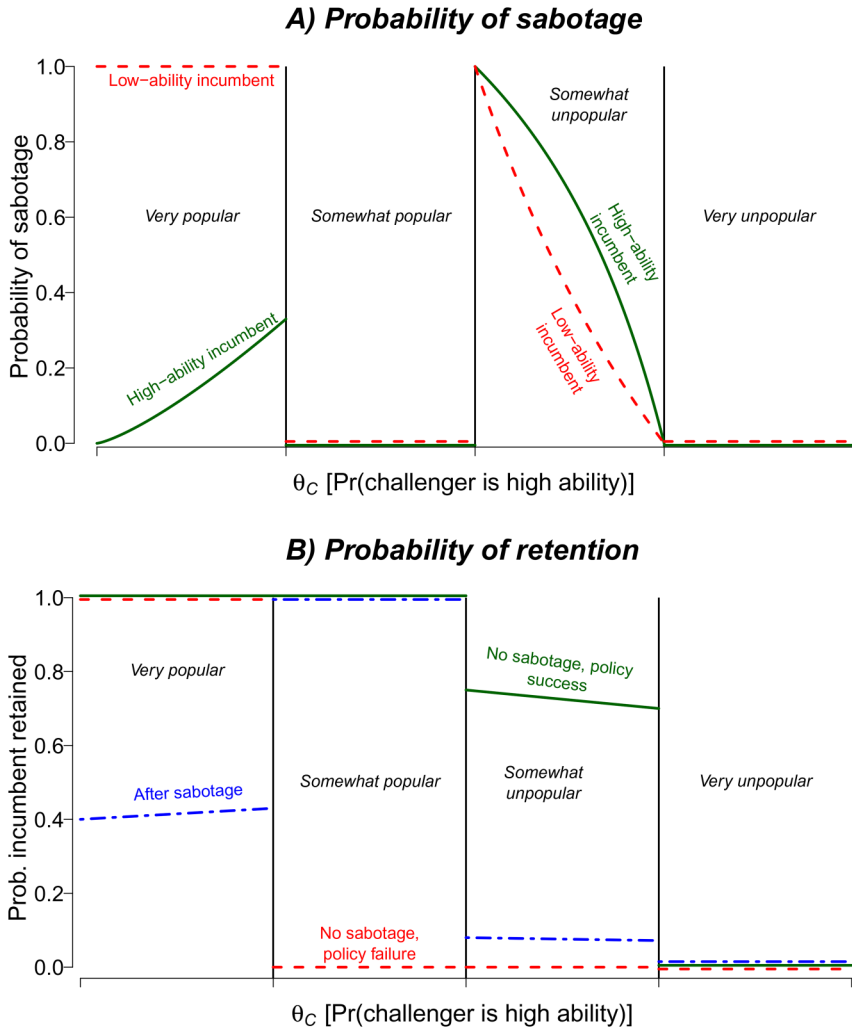 A) Probability of sabotage
Probability of sabotage
1.0
0.8
0.6
0.4
0.2
0.0
Low−ability incumbent
Very popular
High−ability incumbent
Somewhat popular
Somewhat
unpopular
High−ability
incumbent
Low−ability
incumbent
Very unpopular
θC [Pr(challenger is high ability)]
B) Probability of retention
Prob. incumbent retained
1.0
0.8
0.6
0.4
0.2
0.0
Very popular
After sabotage
Somewhat popular
No sabotage,
policy failure
No sabotage, policy
success
Somewhat
unpopular
Very unpopular
θC [Pr(challenger is high ability)]